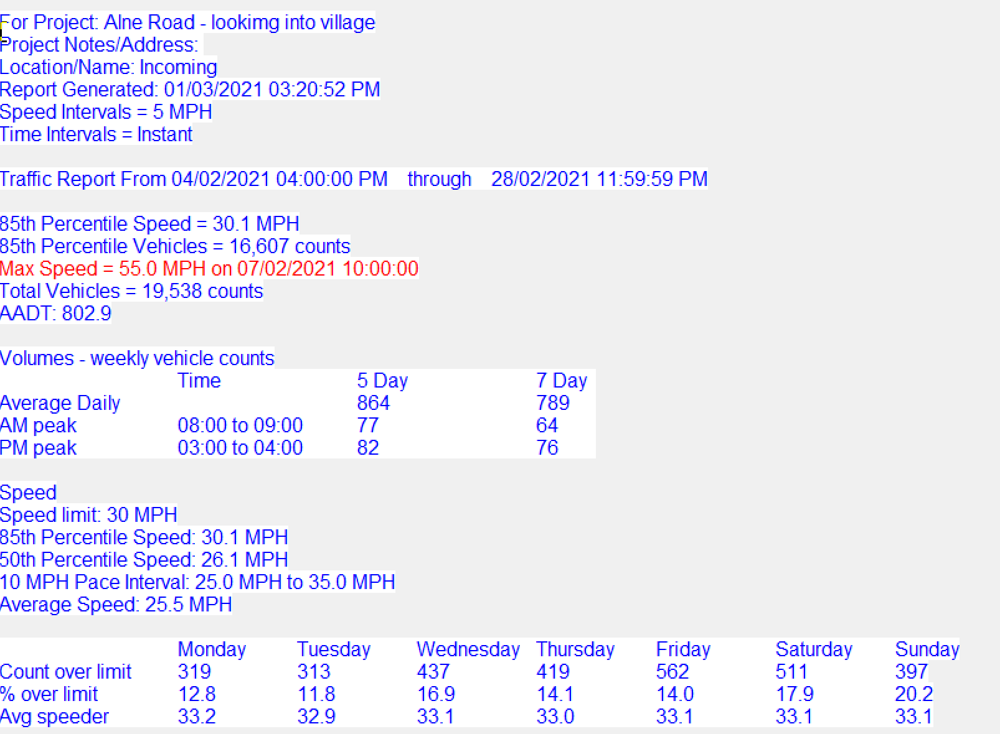 For Project: Alne Road - lookimg into village
Project Notes/Address:
Location/Name: Incoming
Report Generated: 01/03/2021 03:20:52 PM
Speed Intervals = 5 MPH
Time Intervals = Instant
Traffic Report From 04/02/2021 04:00:00 PM through 28/02/2021 11:59:59 PM
85th Percentile Speed = 30.1 MPH
85th Percentile Vehicles = 16,607 counts
Max Speed = 55.0 MPH on 07/02/2021 10:00:00
Total Vehicles = 19,538 counts
AADT: 802.9
Volumes - weekly vehicle counts
Time 5 Day 7 Day
Average Daily 864 789
AM peak 08:00 to 09:00 77 64
PM peak 03:00 to 04:00 82 76
Speed
Speed limit: 30 MPH
85th Percentile Speed: 30.1 MPH
50th Percentile Speed: 26.1 MPH
10 MPH Pace Interval: 25.0 MPH to 35.0 MPH
Average Speed: 25.5 MPH
Monday Tuesday Wednesday Thursday Friday Saturday Sunday
Count over limit 319 313 437 419 562 511 397
% over limit 12.8 11.8 16.9 14.1 14.0 17.9 20.2
Avg speeder 33.2 32.9 33.1 33.0 33.1 33.1 33.1